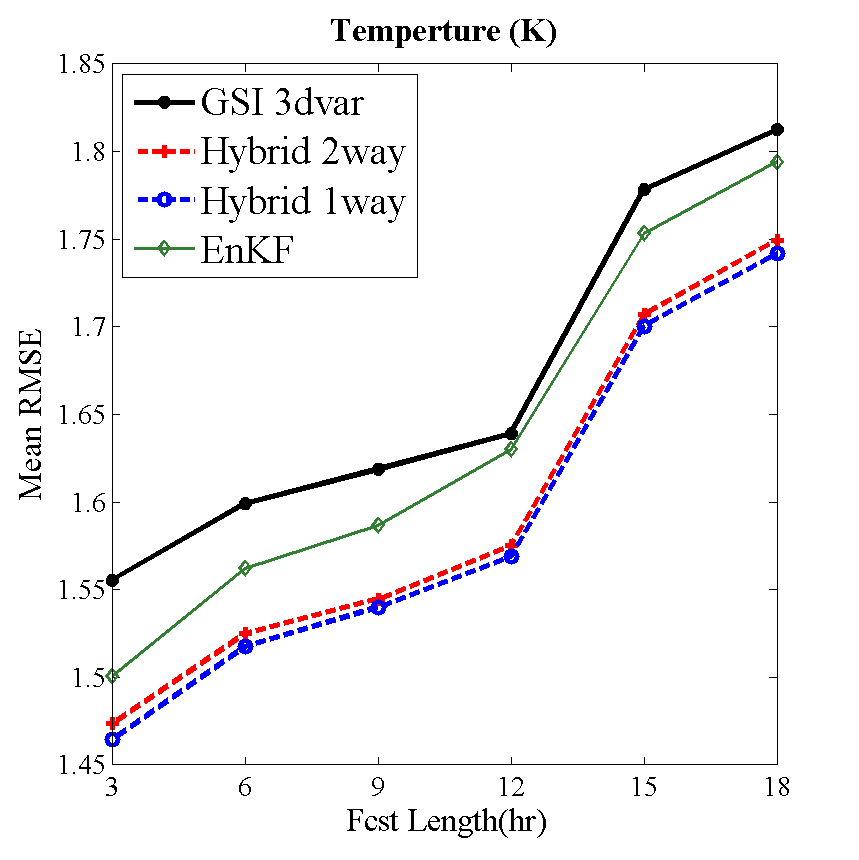 Temperture (K)
1.85
1.8
1.75
1.7
1.65
1.6
1.55
1.5
1.45
GSI 3dvar
Hybrid 2way
Hybrid 1way
EnKF
Mean RMSE
3 6 9 12 15 18
Fcst Length(hr)